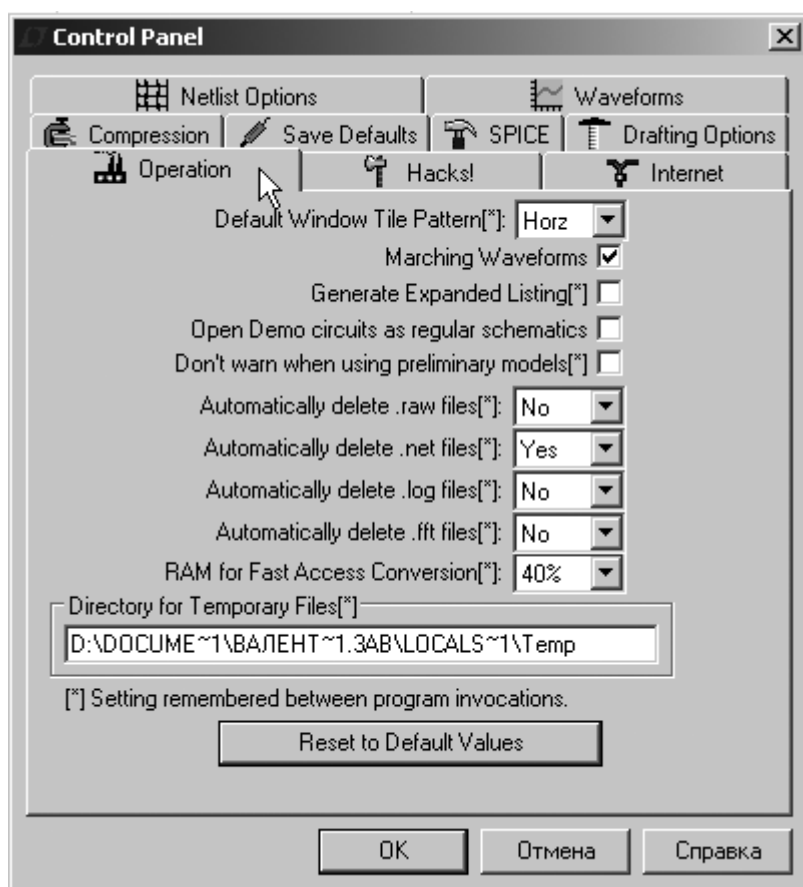 Control Panel
Netlist Options
Waveforms
Compression
Save Defaults
SPICE
Drafting Options
Operation
Hacks!
Internet
Default Window Tile Pattern[*]: Horz
Marching Waveforms
Generate Expanded Listing[*]
Open Demo circuits as regular schematics
Don't warn when using preliminary models[*]
Automatically delete .raw files[*]: No
Automatically delete .net files[*]: Yes
Automatically delete .log files[*]: No
Automatically delete .fft files[*]: No
RAM for Fast Access Conversion[*]: 40%
Directory for Temporary Files[*]
D:\DOCUME~1\ВАЛЕНТ~1.ЗАВ\LOCALS~1\Temp
[*] Setting remembered between program invocations.
Reset to Default Values
OK
Отмена
Справка